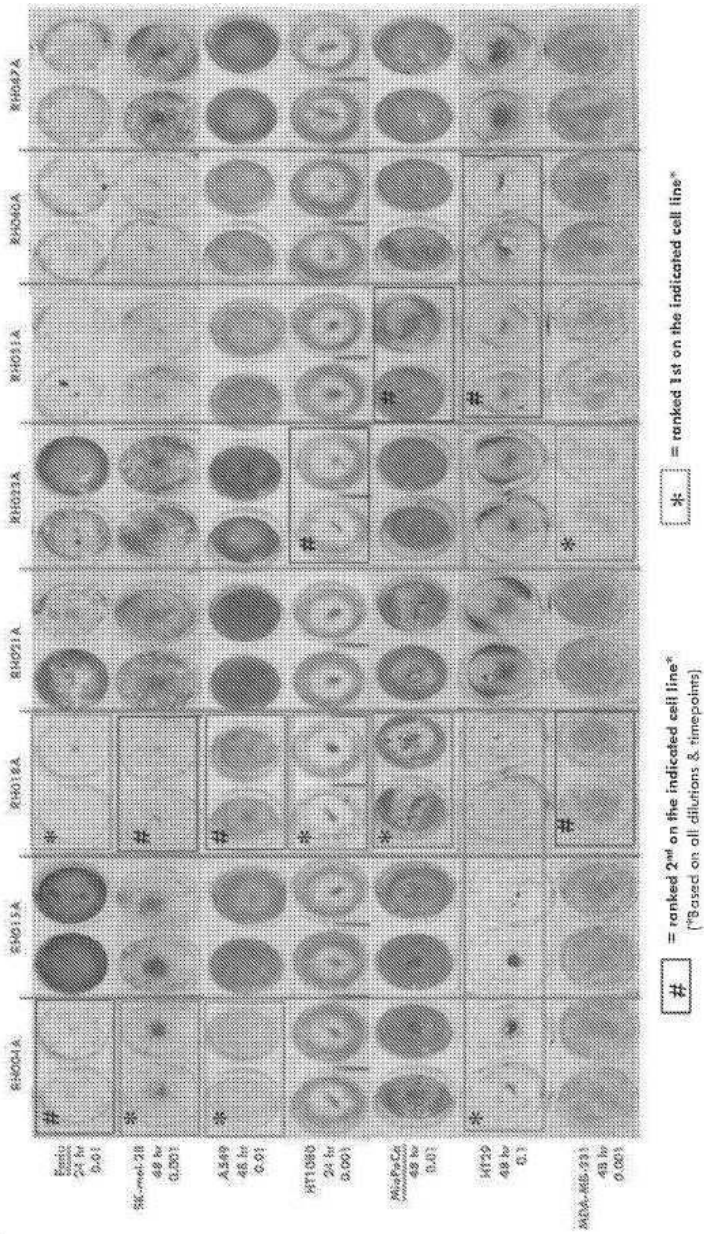 RH004A RH015A RH018A RH021A RH023A RH031A RH040A RH047A
24 hr
0.01
SK-mel-28
48 hr
0.001
A549
48 hr
0.01
HT1080
24 hr
0.001
MiaPaCa
48 hr
0.01
HT29
48 hr
0.1
MDA-MB-231
48 hr
0.001
# * * # # * # * # * # # * #
# = ranked 2nd on the indicated cell line*
(*Based on all dilutions & timepoints)
* = ranked 1st on the indicated cell line*